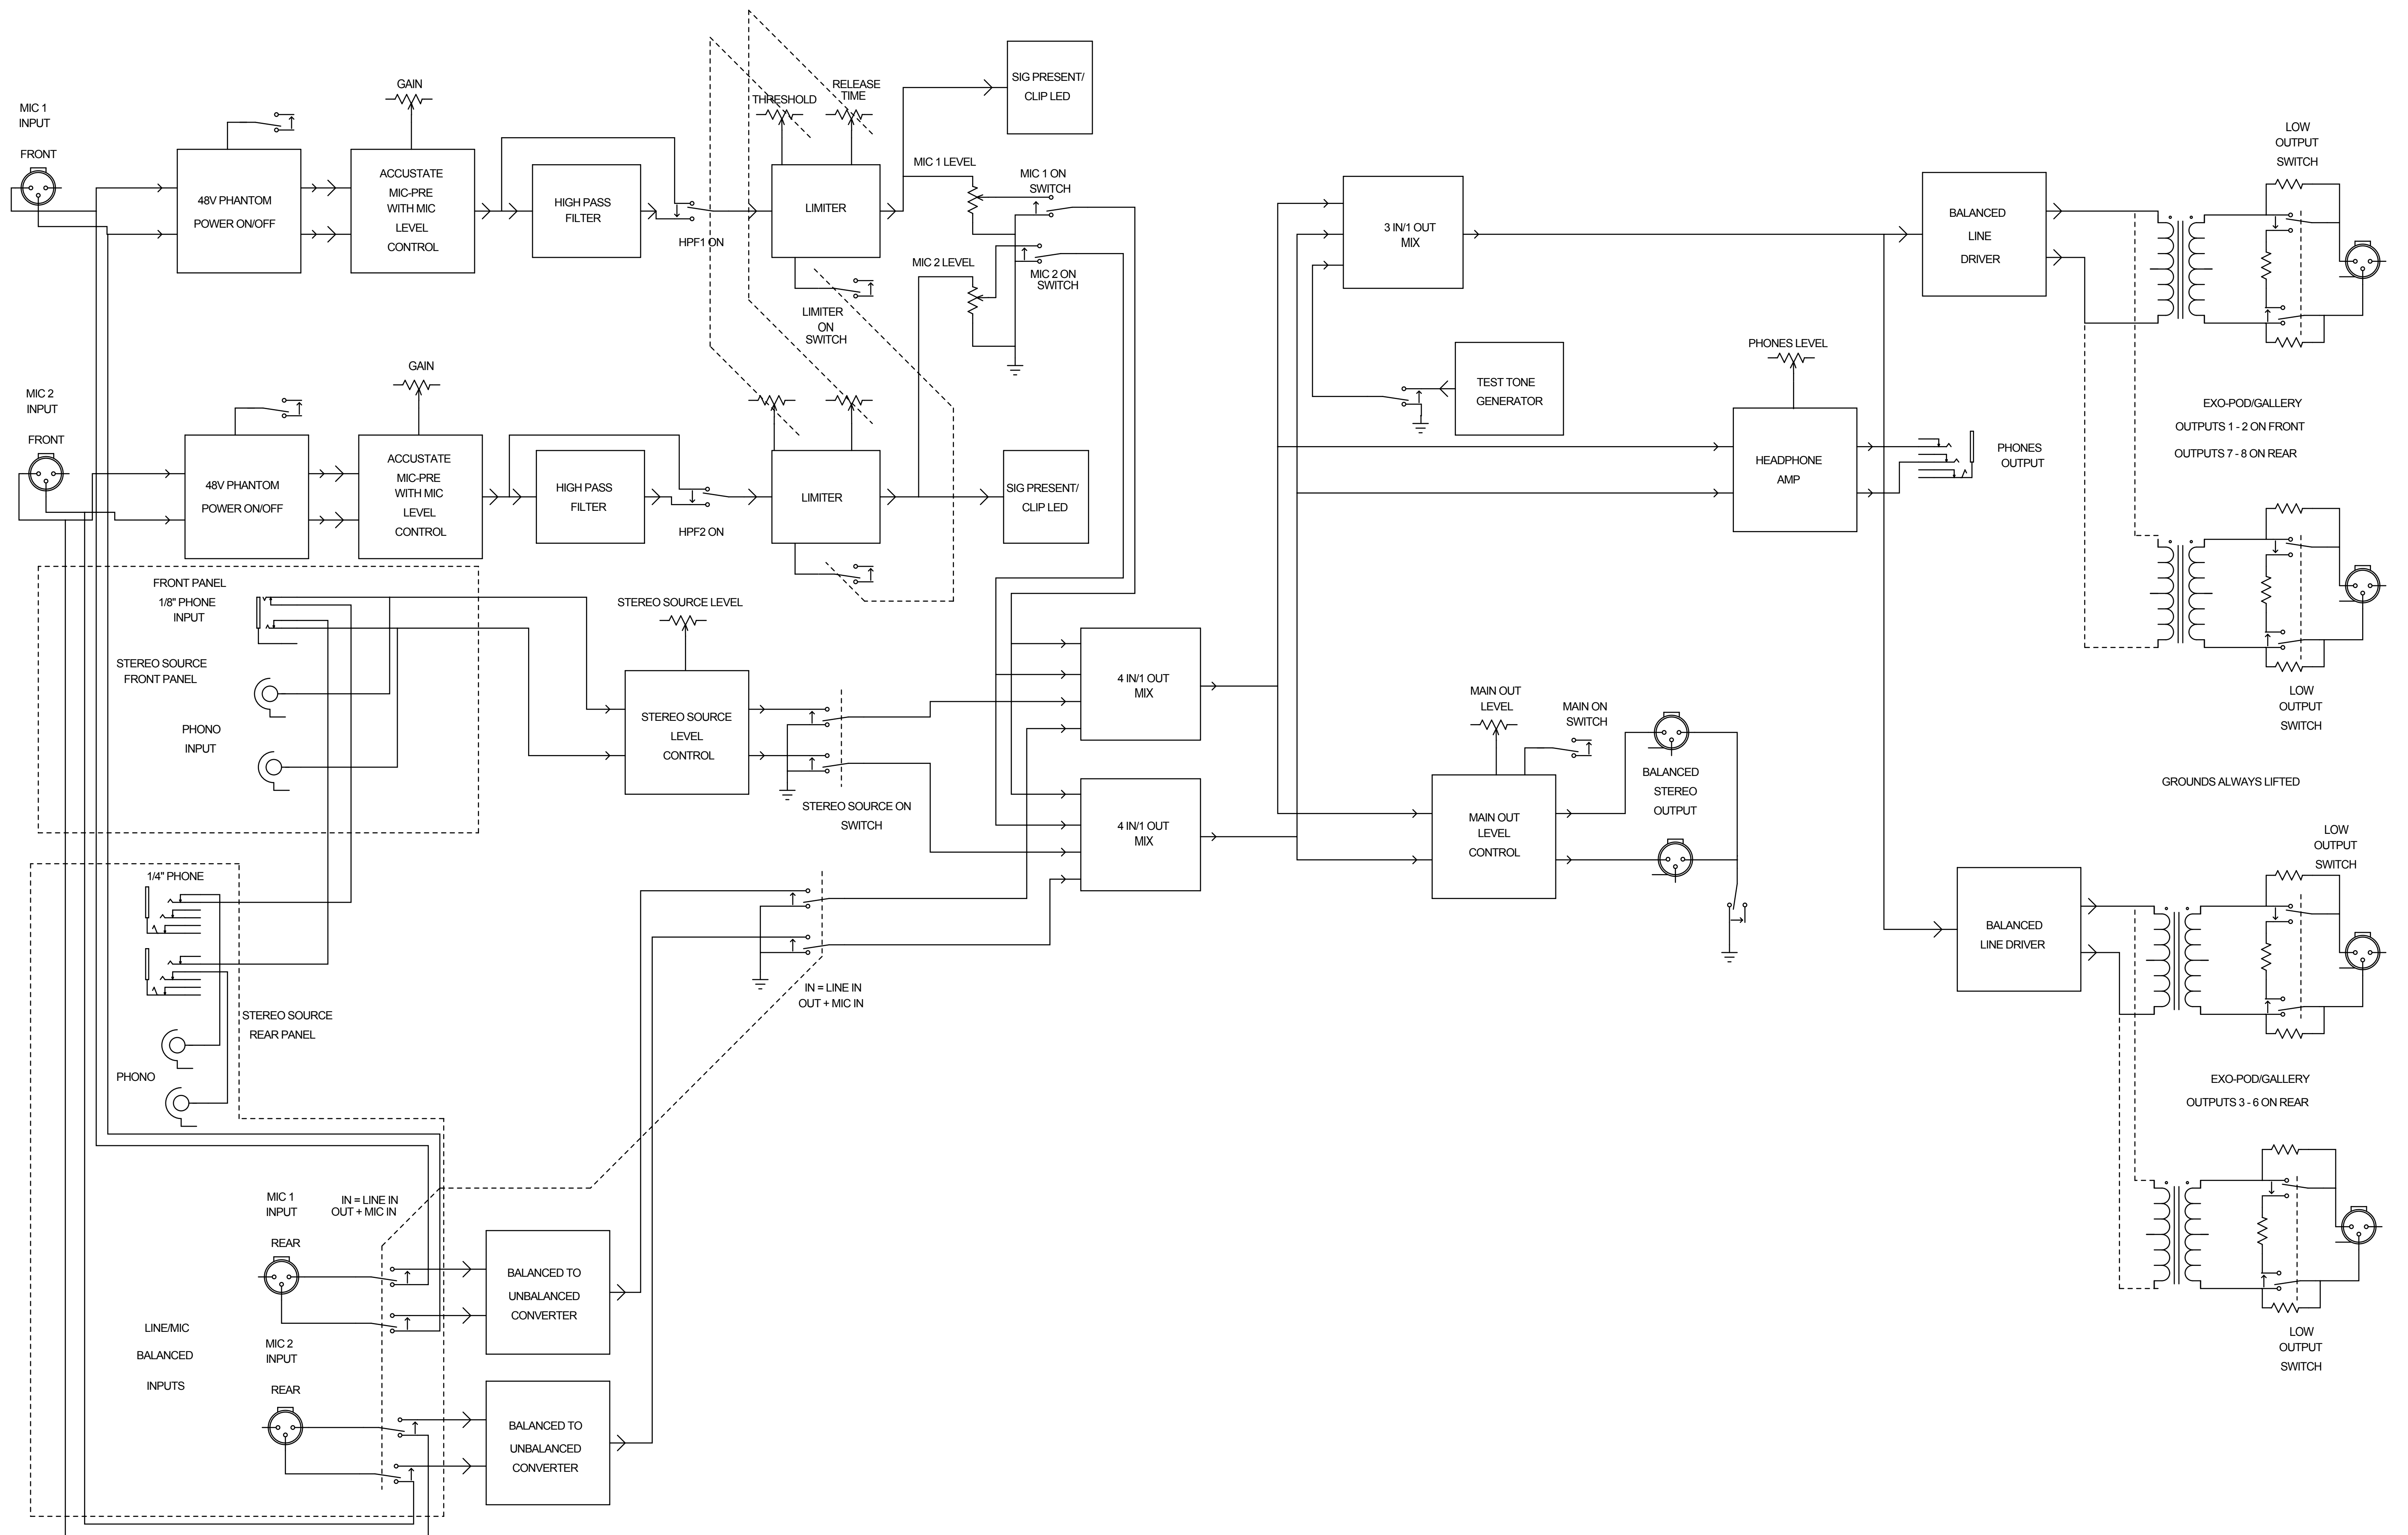 MIC 1
INPUT
FRONT
48V PHANTOM
POWER ON/OFF
GAIN
ACCUSTATE
MIC-PRE
WITH MIC
LEVEL
CONTROL
HIGH PASS
FILTER
HPF1 ON
THRESHOLD
RELEASE
TIME
LIMITER
LIMITER
ON
SWITCH
SIG PRESENT/
CLIP LED
MIC 1 LEVEL
MIC 1 ON
SWITCH
MIC 2 LEVEL
MIC 2 ON
SWITCH
MIC 2
INPUT
FRONT
48V PHANTOM
POWER ON/OFF
GAIN
ACCUSTATE
MIC-PRE
WITH MIC
LEVEL
CONTROL
HIGH PASS
FILTER
HPF2 ON
LIMITER
SIG PRESENT/
CLIP LED
FRONT PANEL
1/8" PHONE
INPUT
STEREO SOURCE
FRONT PANEL
PHONO
INPUT
STEREO SOURCE LEVEL
STEREO SOURCE
LEVEL
CONTROL
STEREO SOURCE ON
SWITCH
4 IN/1 OUT
MIX
4 IN/1 OUT
MIX
1/4" PHONE
STEREO SOURCE
REAR PANEL
PHONO
IN = LINE IN
OUT + MIC IN
MIC 1
INPUT
REAR
IN = LINE IN
OUT + MIC IN
BALANCED TO
UNBALANCED
CONVERTER
LINE/MIC
BALANCED
INPUTS
MIC 2
INPUT
REAR
BALANCED TO
UNBALANCED
CONVERTER
3 IN/1 OUT
MIX
TEST TONE
GENERATOR
PHONES LEVEL
HEADPHONE
AMP
PHONES
OUTPUT
MAIN OUT
LEVEL
MAIN ON
SWITCH
MAIN OUT
LEVEL
CONTROL
BALANCED
STEREO
OUTPUT
BALANCED
LINE
DRIVER
LOW
OUTPUT
SWITCH
EXO-POD/GALLERY
OUTPUTS 1 - 2 ON FRONT
OUTPUTS 7 - 8 ON REAR
LOW
OUTPUT
SWITCH
GROUNDS ALWAYS LIFTED
LOW
OUTPUT
SWITCH
BALANCED
LINE DRIVER
EXO-POD/GALLERY
OUTPUTS 3 - 6 ON REAR
LOW
OUTPUT
SWITCH